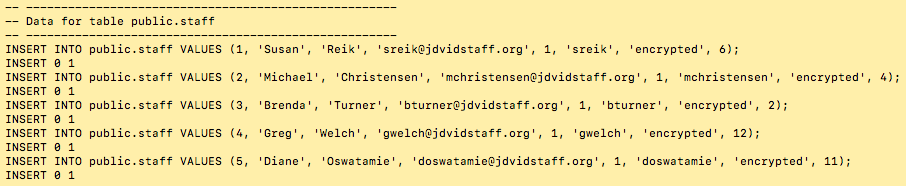 -- --------------------------------------------------
-- Data for table public.staff
-- --------------------------------------------------
INSERT INTO public.staff VALUES (1, 'Susan', 'Reik', 'sreik@jdvidstaff.org', 1, 'sreik', 'encrypted', 6);
INSERT 0 1
INSERT INTO public.staff VALUES (2, 'Michael', 'Christensen', 'mchristensen@jdvidstaff.org', 1, 'mchristensen', 'encrypted', 4);
INSERT 0 1
INSERT INTO public.staff VALUES (3, 'Brenda', 'Turner', 'bturner@jdvidstaff.org', 1, 'bturner', 'encrypted', 2);
INSERT 0 1
INSERT INTO public.staff VALUES (4, 'Greg', 'Welch', 'gwelch@jdvidstaff.org', 1, 'gwelch', 'encrypted', 12);
INSERT 0 1
INSERT INTO public.staff VALUES (5, 'Diane', 'Oswatamie', 'doswatamie@jdvidstaff.org', 1, 'doswatamie', 'encrypted', 11);
INSERT 0 1